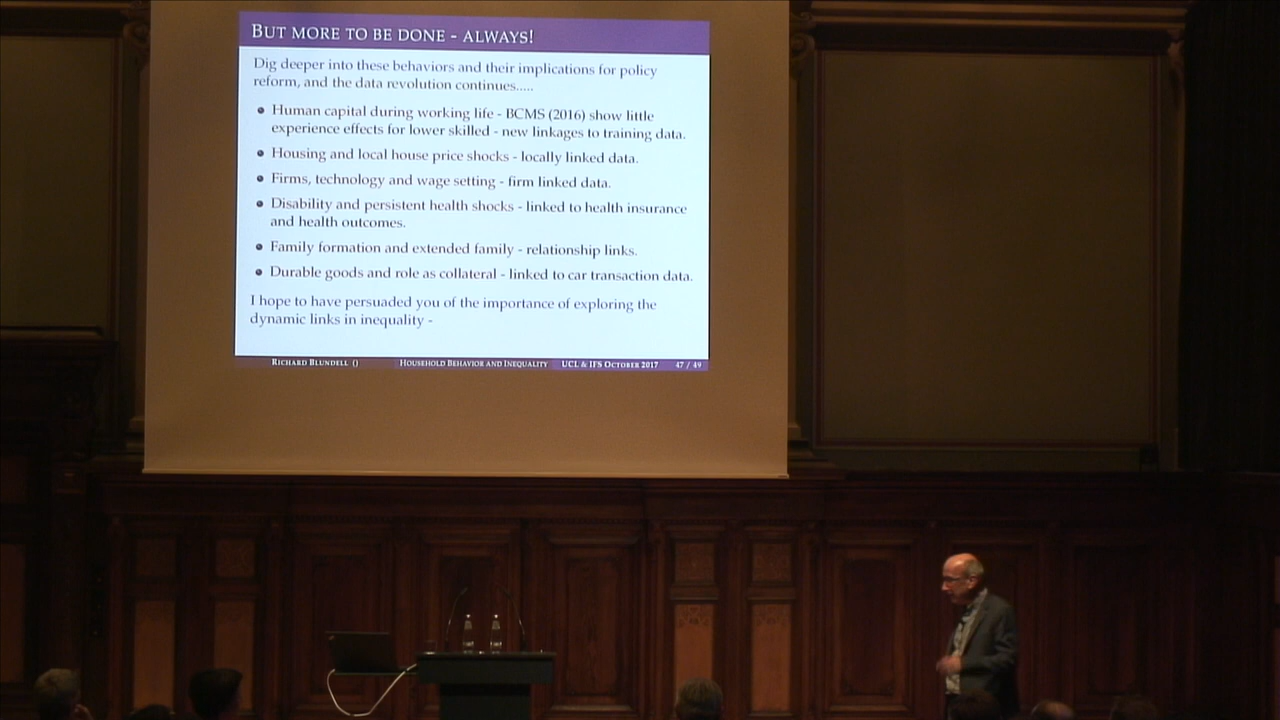 BUT MORE TO BE DONE - ALWAYS!
Dig deeper into these behaviors and their implications for policy
reform, and the data revolution continues.....
Human capital during working life - BCMS (2016) show little
experience effects for lower skilled - new linkages to training data.
Housing and local house price shocks - locally linked data.
Firms, technology and wage setting - firm linked data.
Disability and persistent health shocks - linked to health insurance
and health outcomes.
Family formation and extended family - relationship links.
Durable goods and role as collateral - linked to car transaction data.
I hope to have persuaded you of the importance of exploring the
dynamic links in inequality -
RICHARD BLUNDELL () HOUSEHOLD BEHAVIOR AND INEQUALITY UCL & IFS OCTOBER 2017 47 / 49